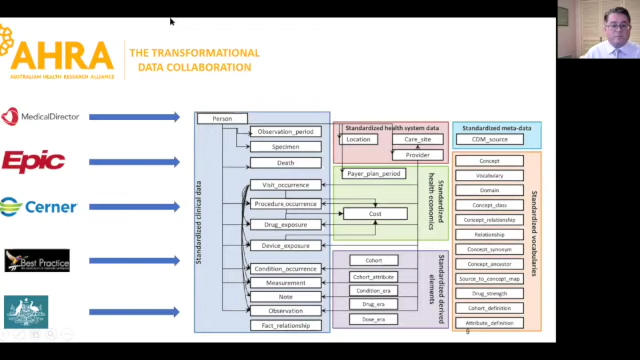 AHRA
AUSTRALIAN HEALTH RESEARCH ALLIANCE
THE TRANSFORMATIONAL
DATA COLLABORATION
MedicalDirector
Epic
Cerner
Best Practice
Standardized clinical data
Person
Observation_period
Specimen
Death
Visit_occurrence
Procedure_occurrence
Drug_exposure
Device_exposure
Condition_occurrence
Measurement
Note
Observation
Fact_relationship
Standardized health system data
Location
Care_site
Provider
Payer_plan_period
Cost
Standardized
health economics
Cohort
Cohort_attribute
Condition_era
Drug_era
Dose_era
Standardized derived
elements
Standardized meta-data
CDM_source
Concept
Vocabulary
Domain
Concept_class
Concept_relationship
Relationship
Concept_synonym
Concept_ancestor
Source_to_concept_map
Drug_strength
Cohort_definition
Attribute_definition
Standardized vocabularies
9